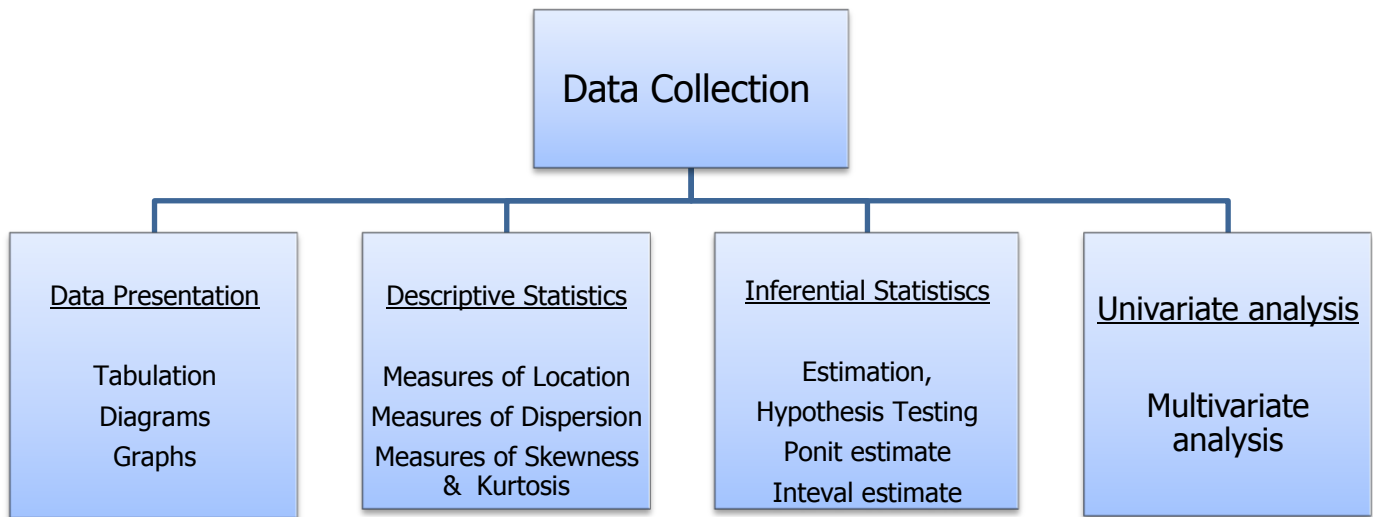 Data Collection
Data Presentation
Tabulation
Diagrams
Graphs
Descriptive Statistics
Measures of Location
Measures of Dispersion
Measures of Skewness
& Kurtosis
Inferential Statistiscs
Estimation,
Hypothesis Testing
Ponit estimate
Inteval estimate
Univariate analysis
Multivariate
analysis